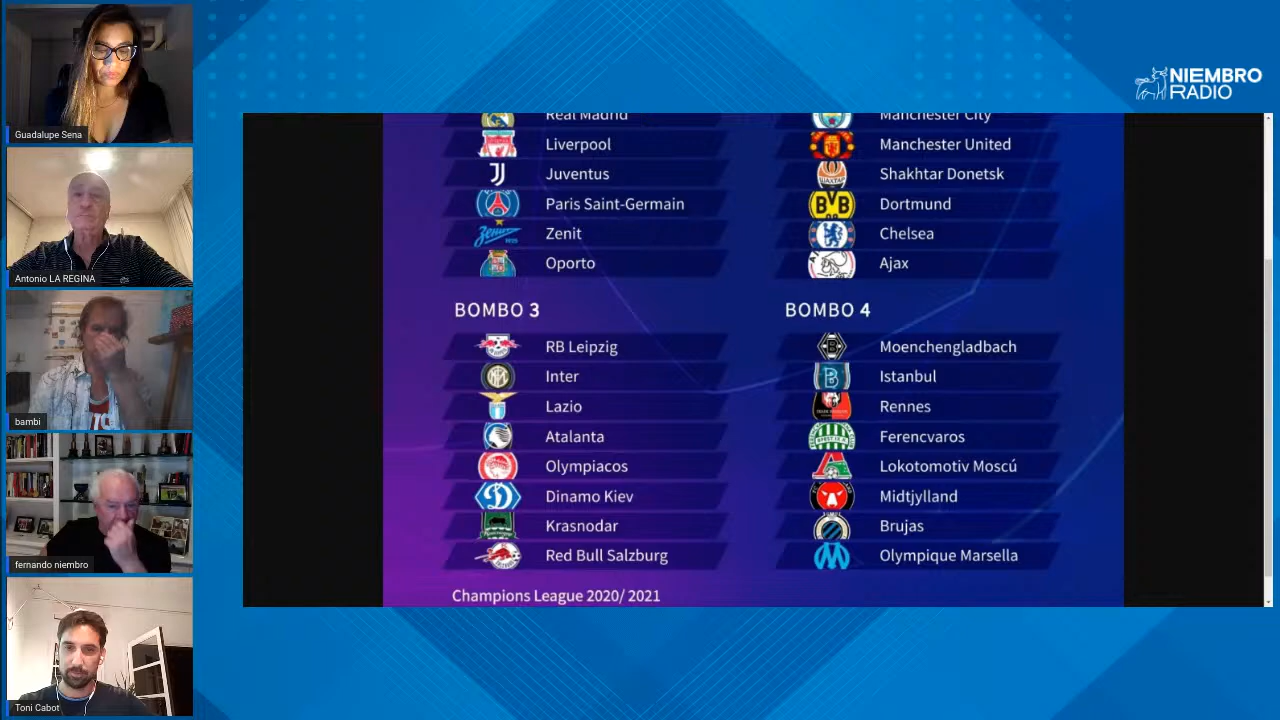 Guadalupe Sena
Antonio LA REGINA
bambi
fernando niembro
Toni Cabot
NIEMBRO
RADIO
Real Madrid
Liverpool
Juventus
Paris Saint-Germain
Zenit
Oporto
Manchester City
Manchester United
Shakhtar Donetsk
BVB
Dortmund
Chelsea
Ajax
BOMBO 3
RB Leipzig
Inter
Lazio
Atalanta
Olympiacos
Dinamo Kiev
Krasnodar
Red Bull Salzburg
BOMBO 4
Moenchengladbach
Istanbul
Rennes
Ferencvaros
Lokotomotiv Moscú
Midtjylland
Brujas
Olympique Marsella
Champions League 2020/ 2021